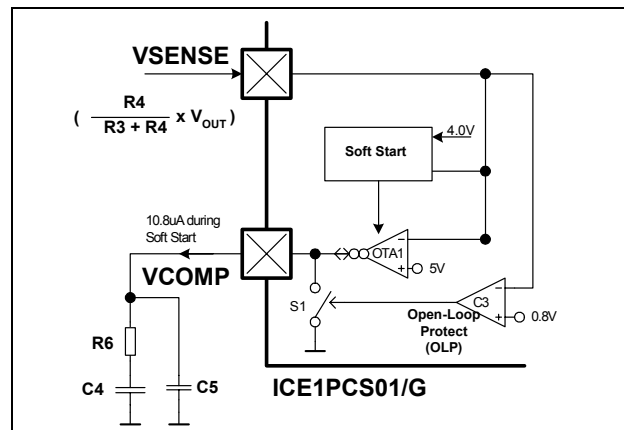 VSENSE
( R4
R3 + R4 x VOUT )
4.0V
Soft Start
10.8uA during
Soft Start
OTA1
−
+
5V
VCOMP
S1
C3
−
+
0.8V
Open-Loop
Protect
(OLP)
R6
C4
C5
ICE1PCS01/G